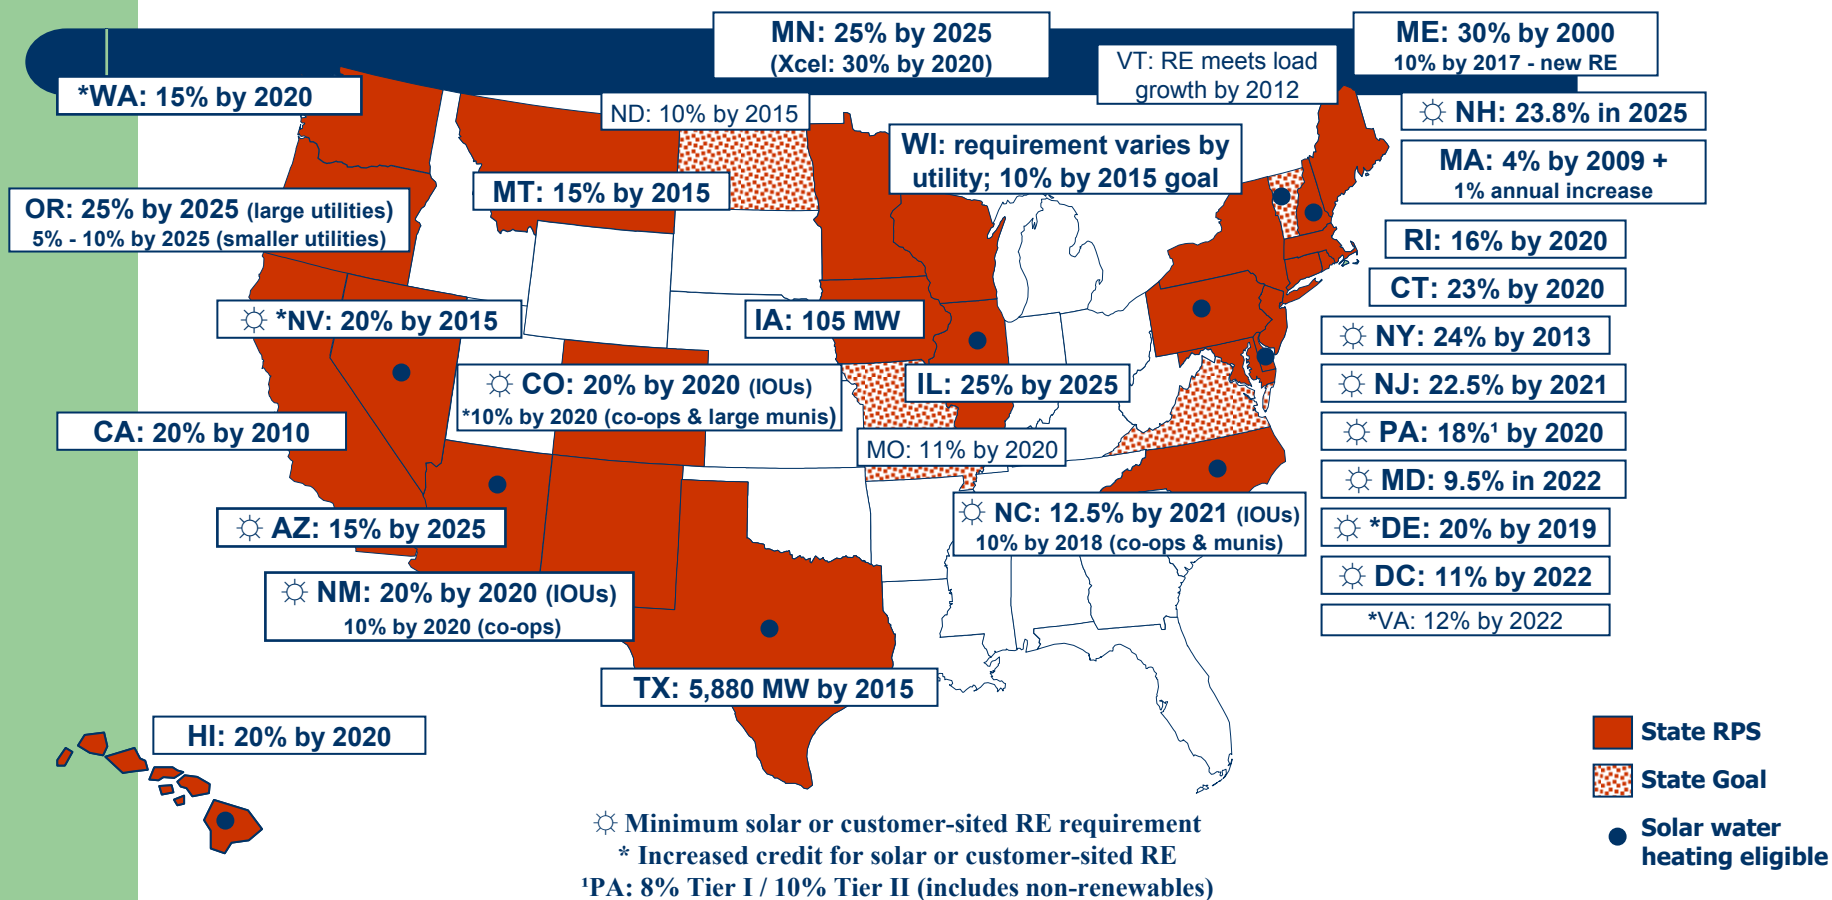 MN: 25% by 2025
(Xcel: 30% by 2020)
ME: 30% by 2000
10% by 2017 - new RE
VT: RE meets load
growth by 2012
*WA: 15% by 2020
ND: 10% by 2015
☼ NH: 23.8% in 2025
WI: requirement varies by
utility; 10% by 2015 goal
MA: 4% by 2009 +
1% annual increase
MT: 15% by 2015
OR: 25% by 2025 (large utilities)
5% - 10% by 2025 (smaller utilities)
RI: 16% by 2020
CT: 23% by 2020
☼ *NV: 20% by 2015
IA: 105 MW
☼ NY: 24% by 2013
☼ CO: 20% by 2020 (IOUs)
*10% by 2020 (co-ops & large munis)
IL: 25% by 2025
☼ NJ: 22.5% by 2021
CA: 20% by 2010
MO: 11% by 2020
☼ PA: 18%¹ by 2020
☼ MD: 9.5% in 2022
☼ AZ: 15% by 2025
☼ NC: 12.5% by 2021 (IOUs)
10% by 2018 (co-ops & munis)
☼ *DE: 20% by 2019
☼ DC: 11% by 2022
☼ NM: 20% by 2020 (IOUs)
10% by 2020 (co-ops)
*VA: 12% by 2022
TX: 5,880 MW by 2015
HI: 20% by 2020
State RPS
State Goal
Solar water
heating eligible
☼ Minimum solar or customer-sited RE requirement
* Increased credit for solar or customer-sited RE
¹PA: 8% Tier I / 10% Tier II (includes non-renewables)